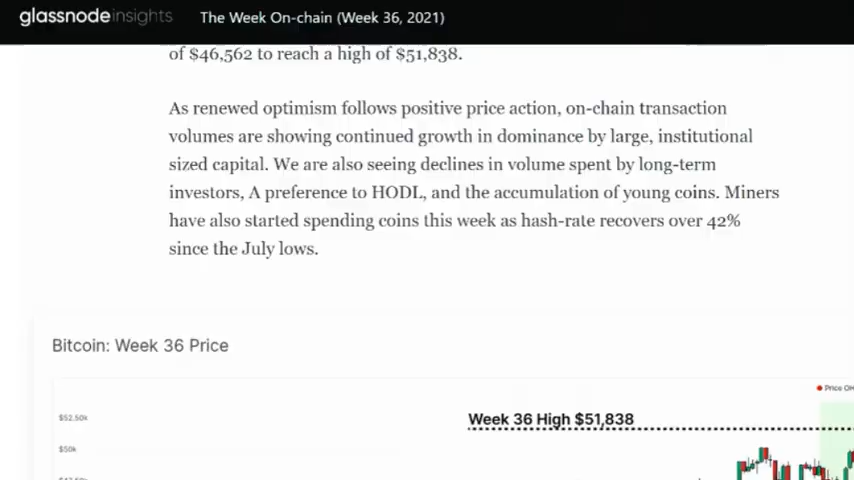 glassnodeinsights The Week On-chain (Week 36, 2021)
of $46,562 to reach a high of $51,838.
As renewed optimism follows positive price action, on-chain transaction
volumes are showing continued growth in dominance by large, institutional
sized capital. We are also seeing declines in volume spent by long-term
investors, A preference to HODL, and the accumulation of young coins. Miners
have also started spending coins this week as hash-rate recovers over 42%
since the July lows.
Bitcoin: Week 36 Price
Price OH
$52.50k
Week 36 High $51,838
$50k